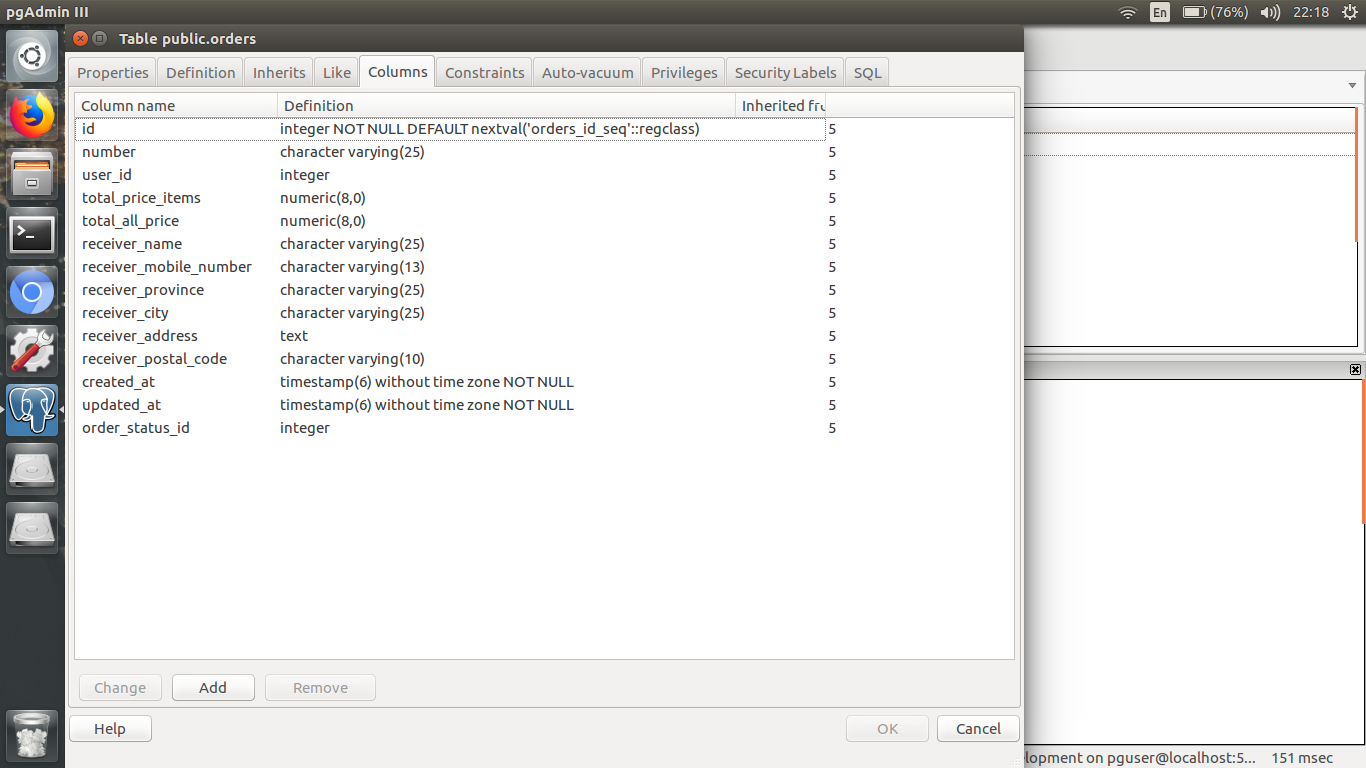 pgAdmin III
En
(76%)
22:18
Table public.orders
Properties Definition Inherits Like Columns Constraints Auto-vacuum Privileges Security Labels SQL
Column name Definition Inherited fr
id integer NOT NULL DEFAULT nextval('orders_id_seq'::regclass) 5
number character varying(25) 5
user_id integer 5
total_price_items numeric(8,0) 5
total_all_price numeric(8,0) 5
receiver_name character varying(25) 5
receiver_mobile_number character varying(13) 5
receiver_province character varying(25) 5
receiver_city character varying(25) 5
receiver_address text 5
receiver_postal_code character varying(10) 5
created_at timestamp(6) without time zone NOT NULL 5
updated_at timestamp(6) without time zone NOT NULL 5
order_status_id integer 5
Change Add Remove
Help OK Cancel
lopment on pguser@localhost:5... 151 msec